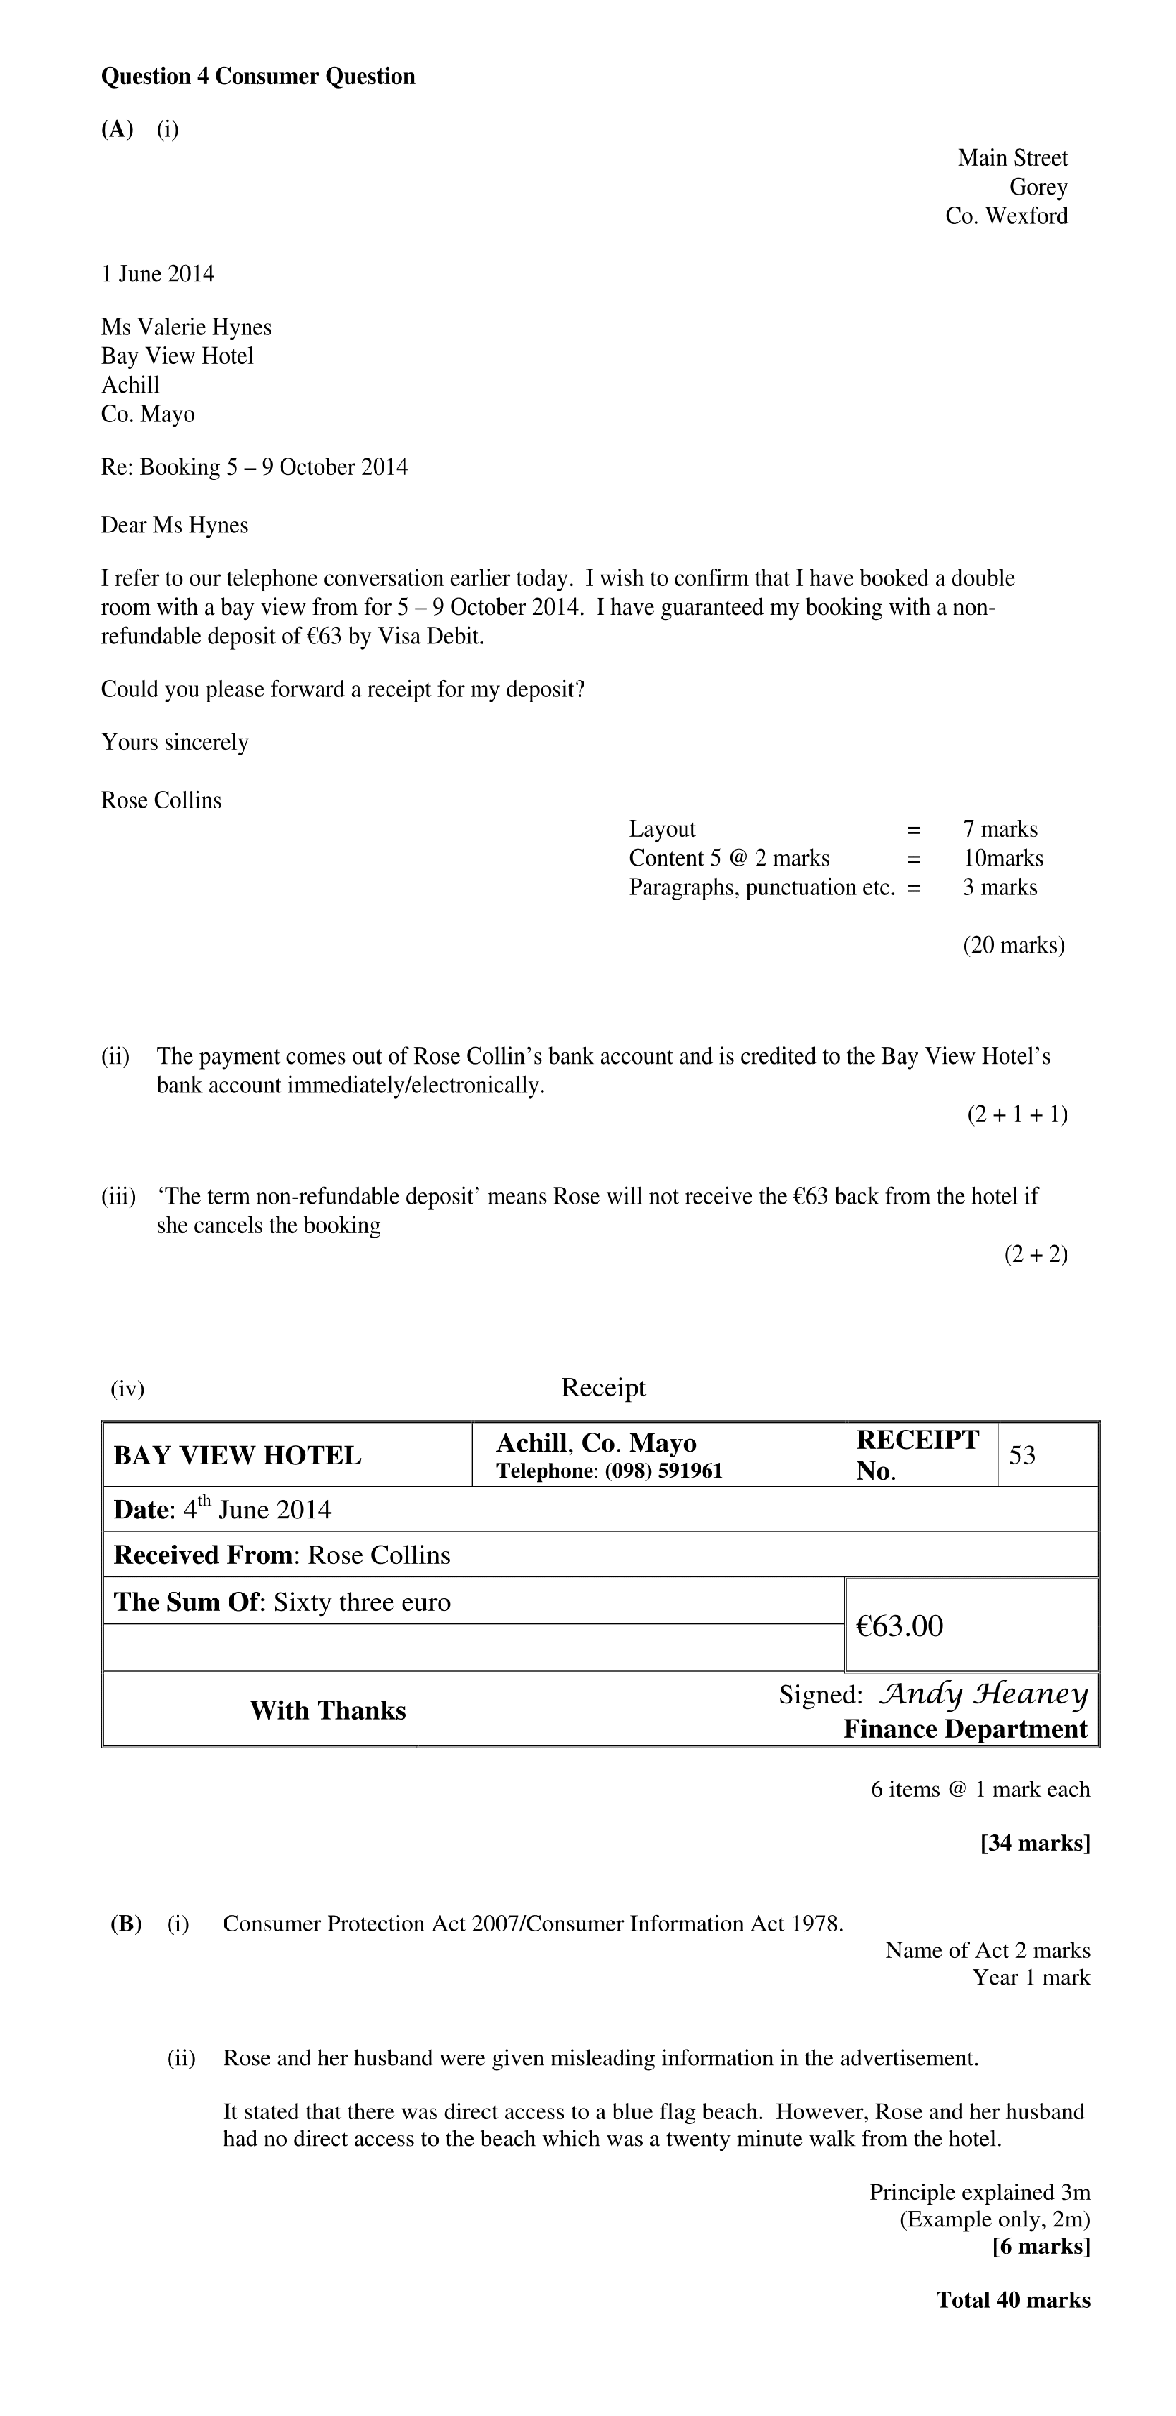 Question 4 Consumer Question
(A) (i)
Main Street
Gorey
Co. Wexford
1 June 2014
Ms Valerie Hynes
Bay View Hotel
Achill
Co. Mayo
Re: Booking 5 – 9 October 2014
Dear Ms Hynes
I refer to our telephone conversation earlier today. I wish to confirm that I have booked a double
room with a bay view from for 5 – 9 October 2014. I have guaranteed my booking with a non-
refundable deposit of €63 by Visa Debit.
Could you please forward a receipt for my deposit?
Yours sincerely
Rose Collins
Layout = 7 marks
Content 5 @ 2 marks = 10marks
Paragraphs, punctuation etc. = 3 marks
(20 marks)
(ii) The payment comes out of Rose Collin’s bank account and is credited to the Bay View Hotel’s
bank account immediately/electronically.
(2 + 1 + 1)
(iii) ‘The term non-refundable deposit’ means Rose will not receive the €63 back from the hotel if
she cancels the booking
(2 + 2)
(iv) Receipt
BAY VIEW HOTEL Achill, Co. Mayo RECEIPT 53
Telephone: (098) 591961 No.
Date: 4th June 2014
Received From: Rose Collins
The Sum Of: Sixty three euro
€63.00
Signed: Andy Heaney
With Thanks
Finance Department
6 items @ 1 mark each
[34 marks]
(B) (i) Consumer Protection Act 2007/Consumer Information Act 1978.
Name of Act 2 marks
Year 1 mark
(ii) Rose and her husband were given misleading information in the advertisement.
It stated that there was direct access to a blue flag beach. However, Rose and her husband
had no direct access to the beach which was a twenty minute walk from the hotel.
Principle explained 3m
(Example only, 2m)
[6 marks]
Total 40 marks